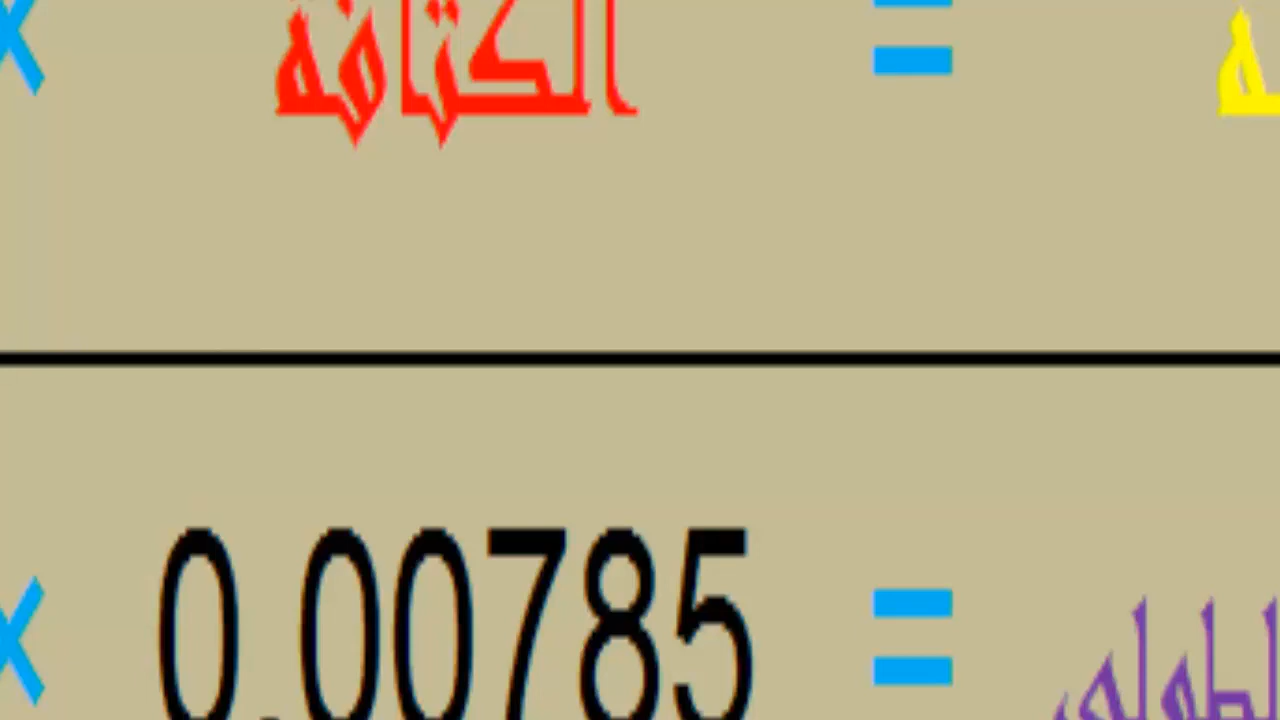 × الكثافة =
× 0.00785 =